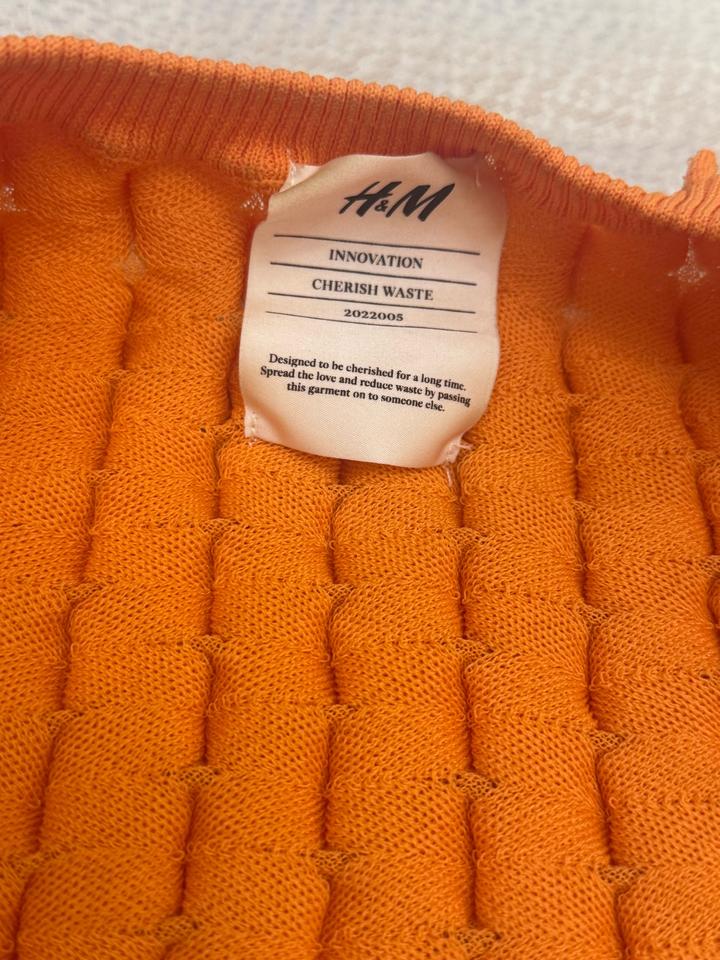 H&M
INNOVATION
CHERISH WASTE
2022005
Designed to be cherished for a long time.
Spread the love and reduce waste by passing
this garment on to someone else.